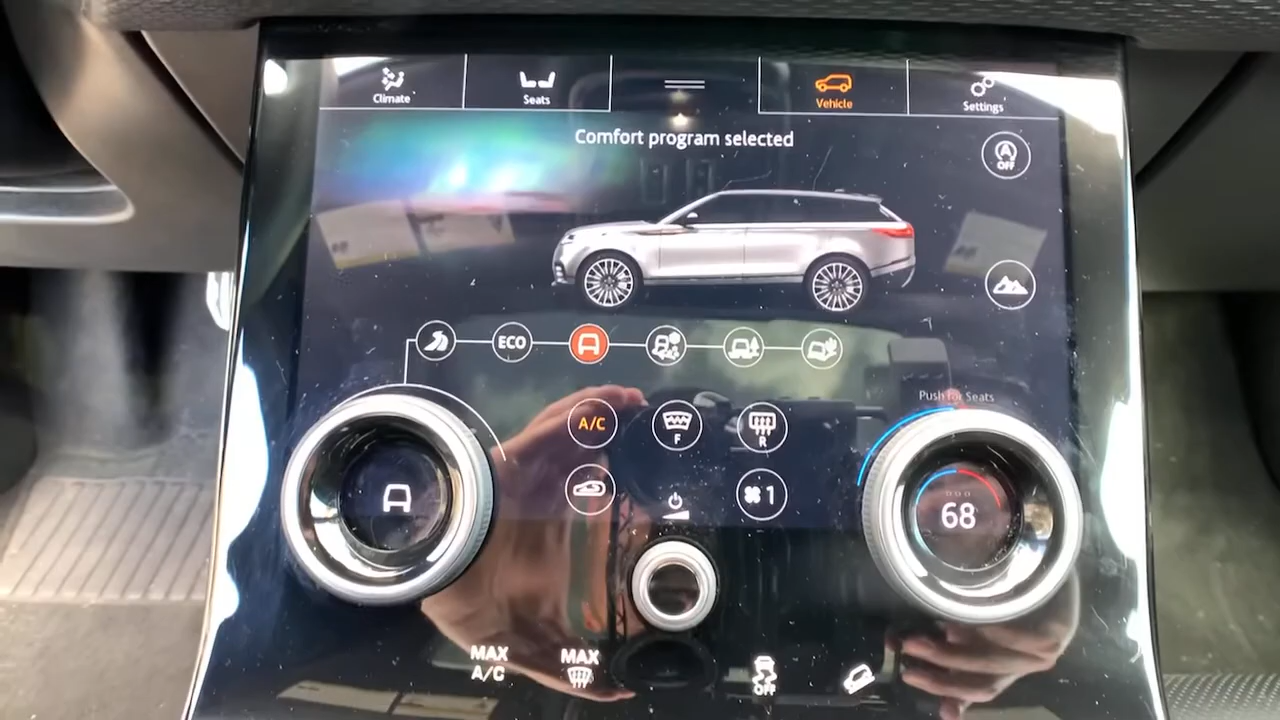 Climate
Seats
Vehicle
Settings
Comfort program selected
A
OFF
ECO
Push for Seats
A/C
F
R
1
68
MAX
A/C
MAX
OFF